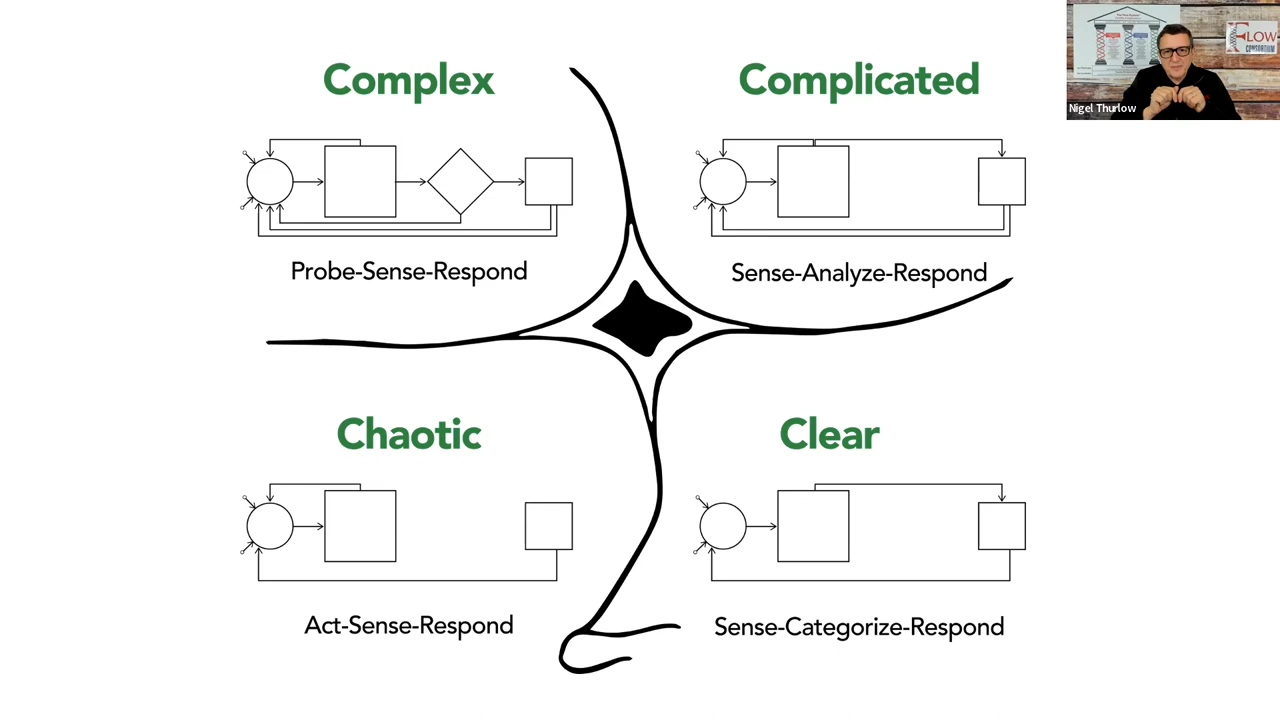 Complex
Complicated
Probe-Sense-Respond
Sense-Analyze-Respond
Chaotic
Clear
Act-Sense-Respond
Sense-Categorize-Respond
FLOW
CONSORTIUM
Nigel Thurlow